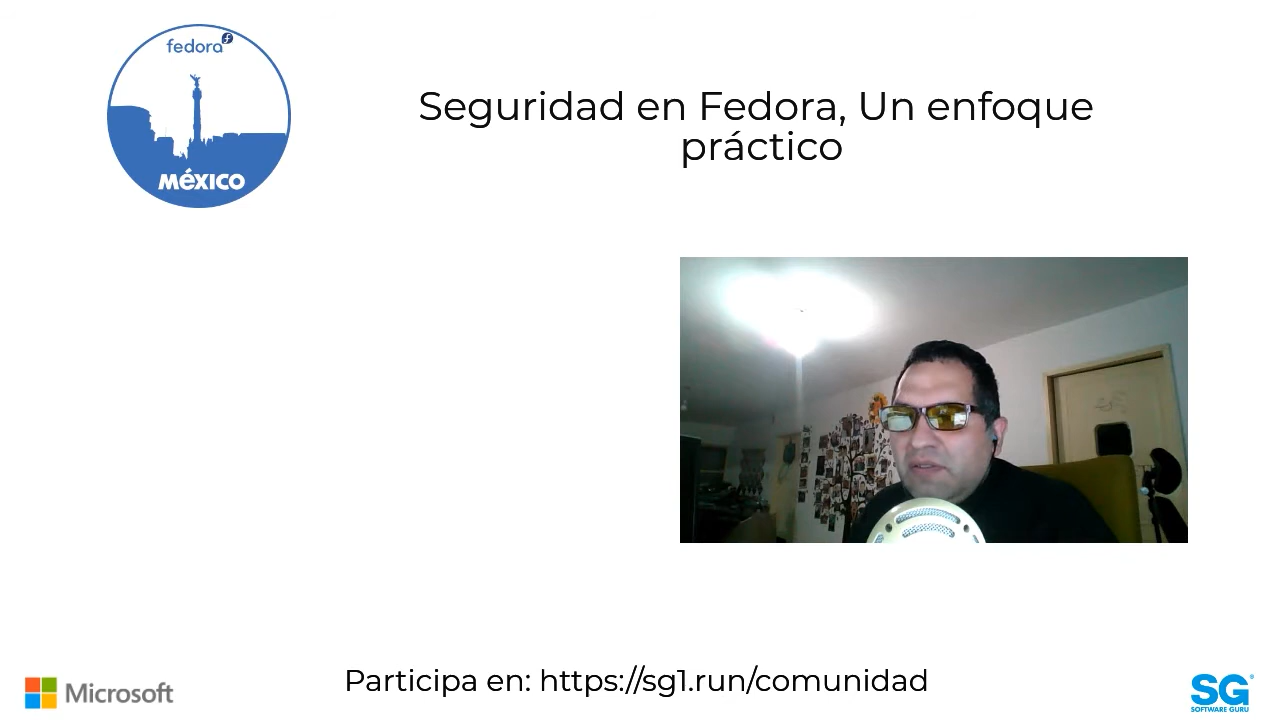 fedora
MÉXICO
Seguridad en Fedora, Un enfoque
práctico
Participa en: https://sg1.run/comunidad
Microsoft
SG
SOFTWARE GURU